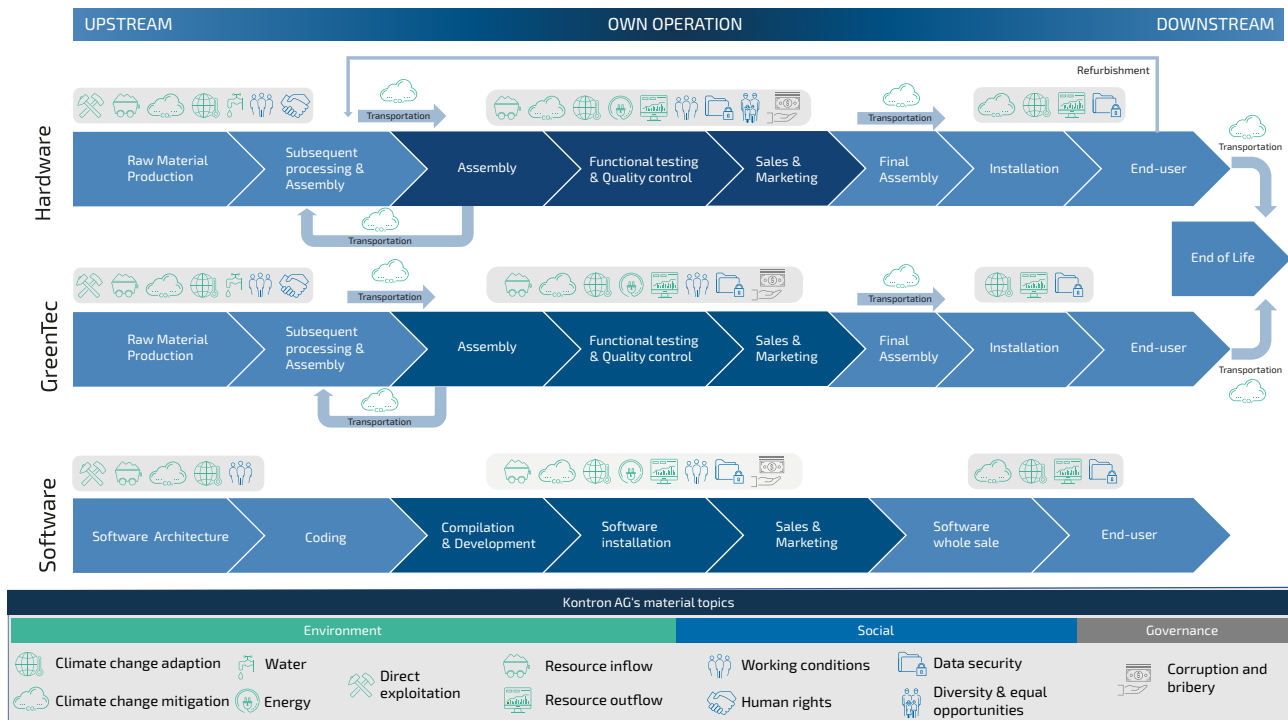 UPSTREAM
OWN OPERATION
DOWNSTREAM
Refurbishment
Hardware
Transportation
Transportation
Transportation
Raw Material
Production
Subsequent
processing &
Assembly
Assembly
Functional testing
& Quality control
Sales &
Marketing
Final
Assembly
Installation
End-user
Transportation
End of Life
GreenTec
Transportation
Transportation
Raw Material
Production
Subsequent
processing &
Assembly
Assembly
Functional testing
& Quality control
Sales &
Marketing
Final
Assembly
Installation
End-user
Transportation
Transportation
Software
Software Architecture
Coding
Compilation
& Development
Software
installation
Sales &
Marketing
Software
whole sale
End-user
Kontron AG's material topics
Environment
Social
Governance
Climate change adaption
Water
Direct
exploitation
Resource inflow
Working conditions
Data security
Corruption and
bribery
Climate change mitigation
Energy
Resource outflow
Human rights
Diversity & equal
opportunities